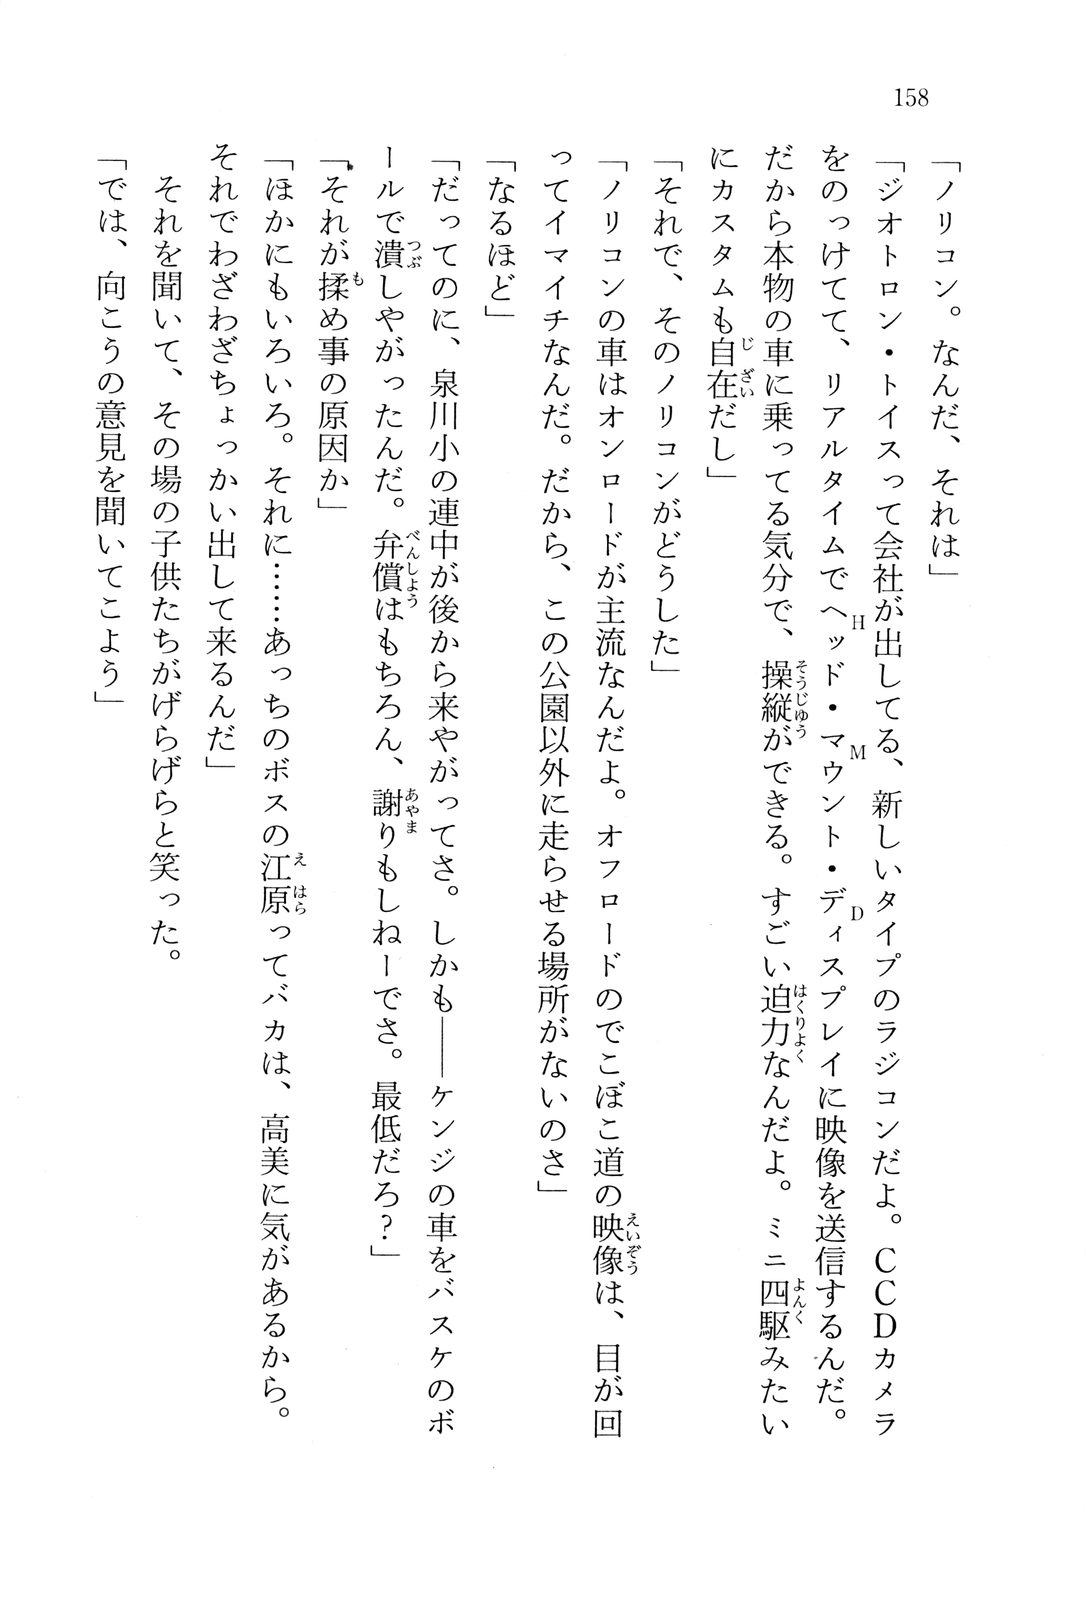 158
「ノリコン。なんだ、それは」
「ジオトロン・トイスって会社が出してる、新しいタイプのラジコンだよ。CCDカメラ
をのっけてて、リアルタイムでヘッド・マウント・ディスプレイに映像を送信するんだ。
だから本物の車に乗ってる気分で、操縦ができる。すごい迫力なんだよ。ミニ四駆みたい
にカスタムも自在だし」
「それで、そのノリコンがどうした」
「ノリコンの車はオンロードが主流なんだよ。オフロードのでこぼこ道の映像は、目が回
ってイマイチなんだ。だから、この公園以外に走らせる場所がないのさ」
「なるほど」
「だってのに、泉川小の連中が後から来やがってさ。しかも――ケンジの車をバスケのボ
ールで潰しやがったんだ。弁償はもちろん、謝りもしねーでさ。最低だろ?」
「それが揉め事の原因か」
「ほかにもいろいろ。それに……あっちのボスの江原ってバカは、高美に気があるから。
それでわざわざちょっかい出して来るんだ」
それを聞いて、その場の子供たちがげらげらと笑った。
「では、向こうの意見を聞いてこよう」